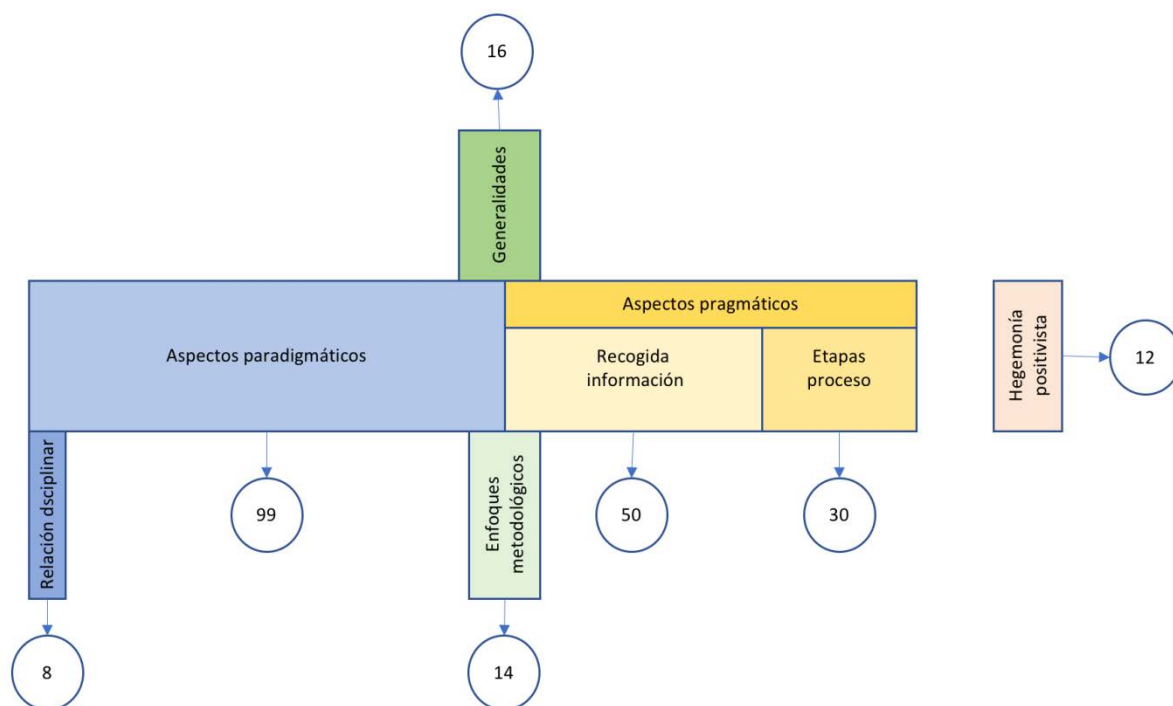 16
Generalidades
Aspectos paradigmáticos
Aspectos pragmáticos
Recogida
información
Etapas
proceso
Hegemonía
positivista
12
Relación dsciplinar
99
Enfoques
metodológicos
50
30
8
14